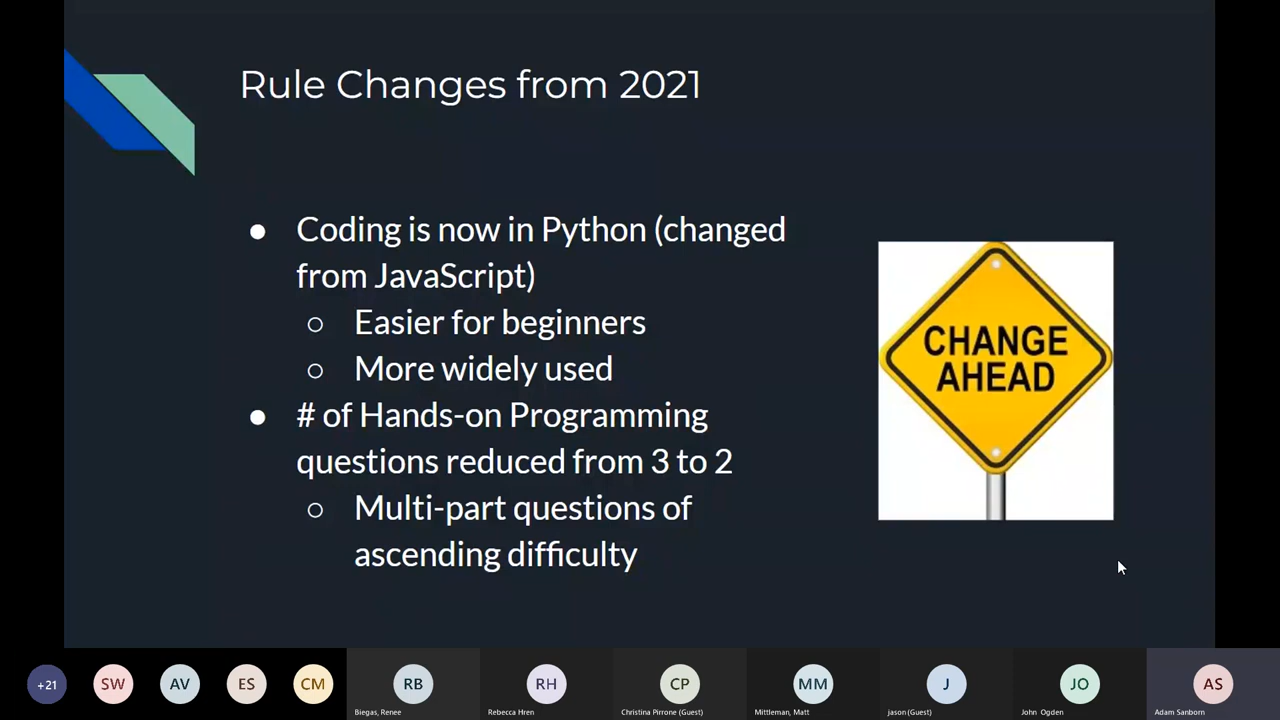 Rule Changes from 2021
● Coding is now in Python (changed
from JavaScript)
○ Easier for beginners
○ More widely used
● # of Hands-on Programming
questions reduced from 3 to 2
○ Multi-part questions of
ascending difficulty
CHANGE
AHEAD
+21
SW
AV
ES
CM
RB
RH
CP
MM
J
JO
AS
Biegas, Renee
Rebecca Hren
Christina Pirrone (Guest)
Mittleman, Matt
jason (Guest)
John Ogden
Adam Sanborn